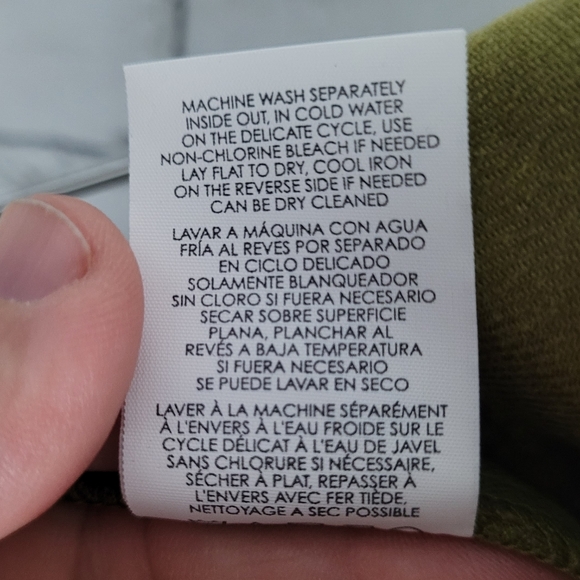 MACHINE WASH SEPARATELY
INSIDE OUT, IN COLD WATER
ON THE DELICATE CYCLE, USE
NON-CHLORINE BLEACH IF NEEDED
LAY FLAT TO DRY, COOL IRON
ON THE REVERSE SIDE IF NEEDED
CAN BE DRY CLEANED
LAVAR A MÁQUINA CON AGUA
FRÍA AL REVES POR SEPARADO
EN CICLO DELICADO
SOLAMENTE BLANQUEADOR
SIN CLORO SI FUERA NECESARIO
SECAR SOBRE SUPERFICIE
PLANA, PLANCHAR AL
REVÉS A BAJA TEMPERATURA
SI FUERA NECESARIO
SE PUEDE LAVAR EN SECO
LAVER À LA MACHINE SÉPARÉMENT
À L'ENVERS À L'EAU FROIDE SUR LE
CYCLE DÉLICAT À L'EAU DE JAVEL
SANS CHLORURE SI NÉCESSAIRE,
SÉCHER À PLAT, REPASSER À
L'ENVERS AVEC FER TIÈDE,
NETTOYAGE A SEC POSSIBLE